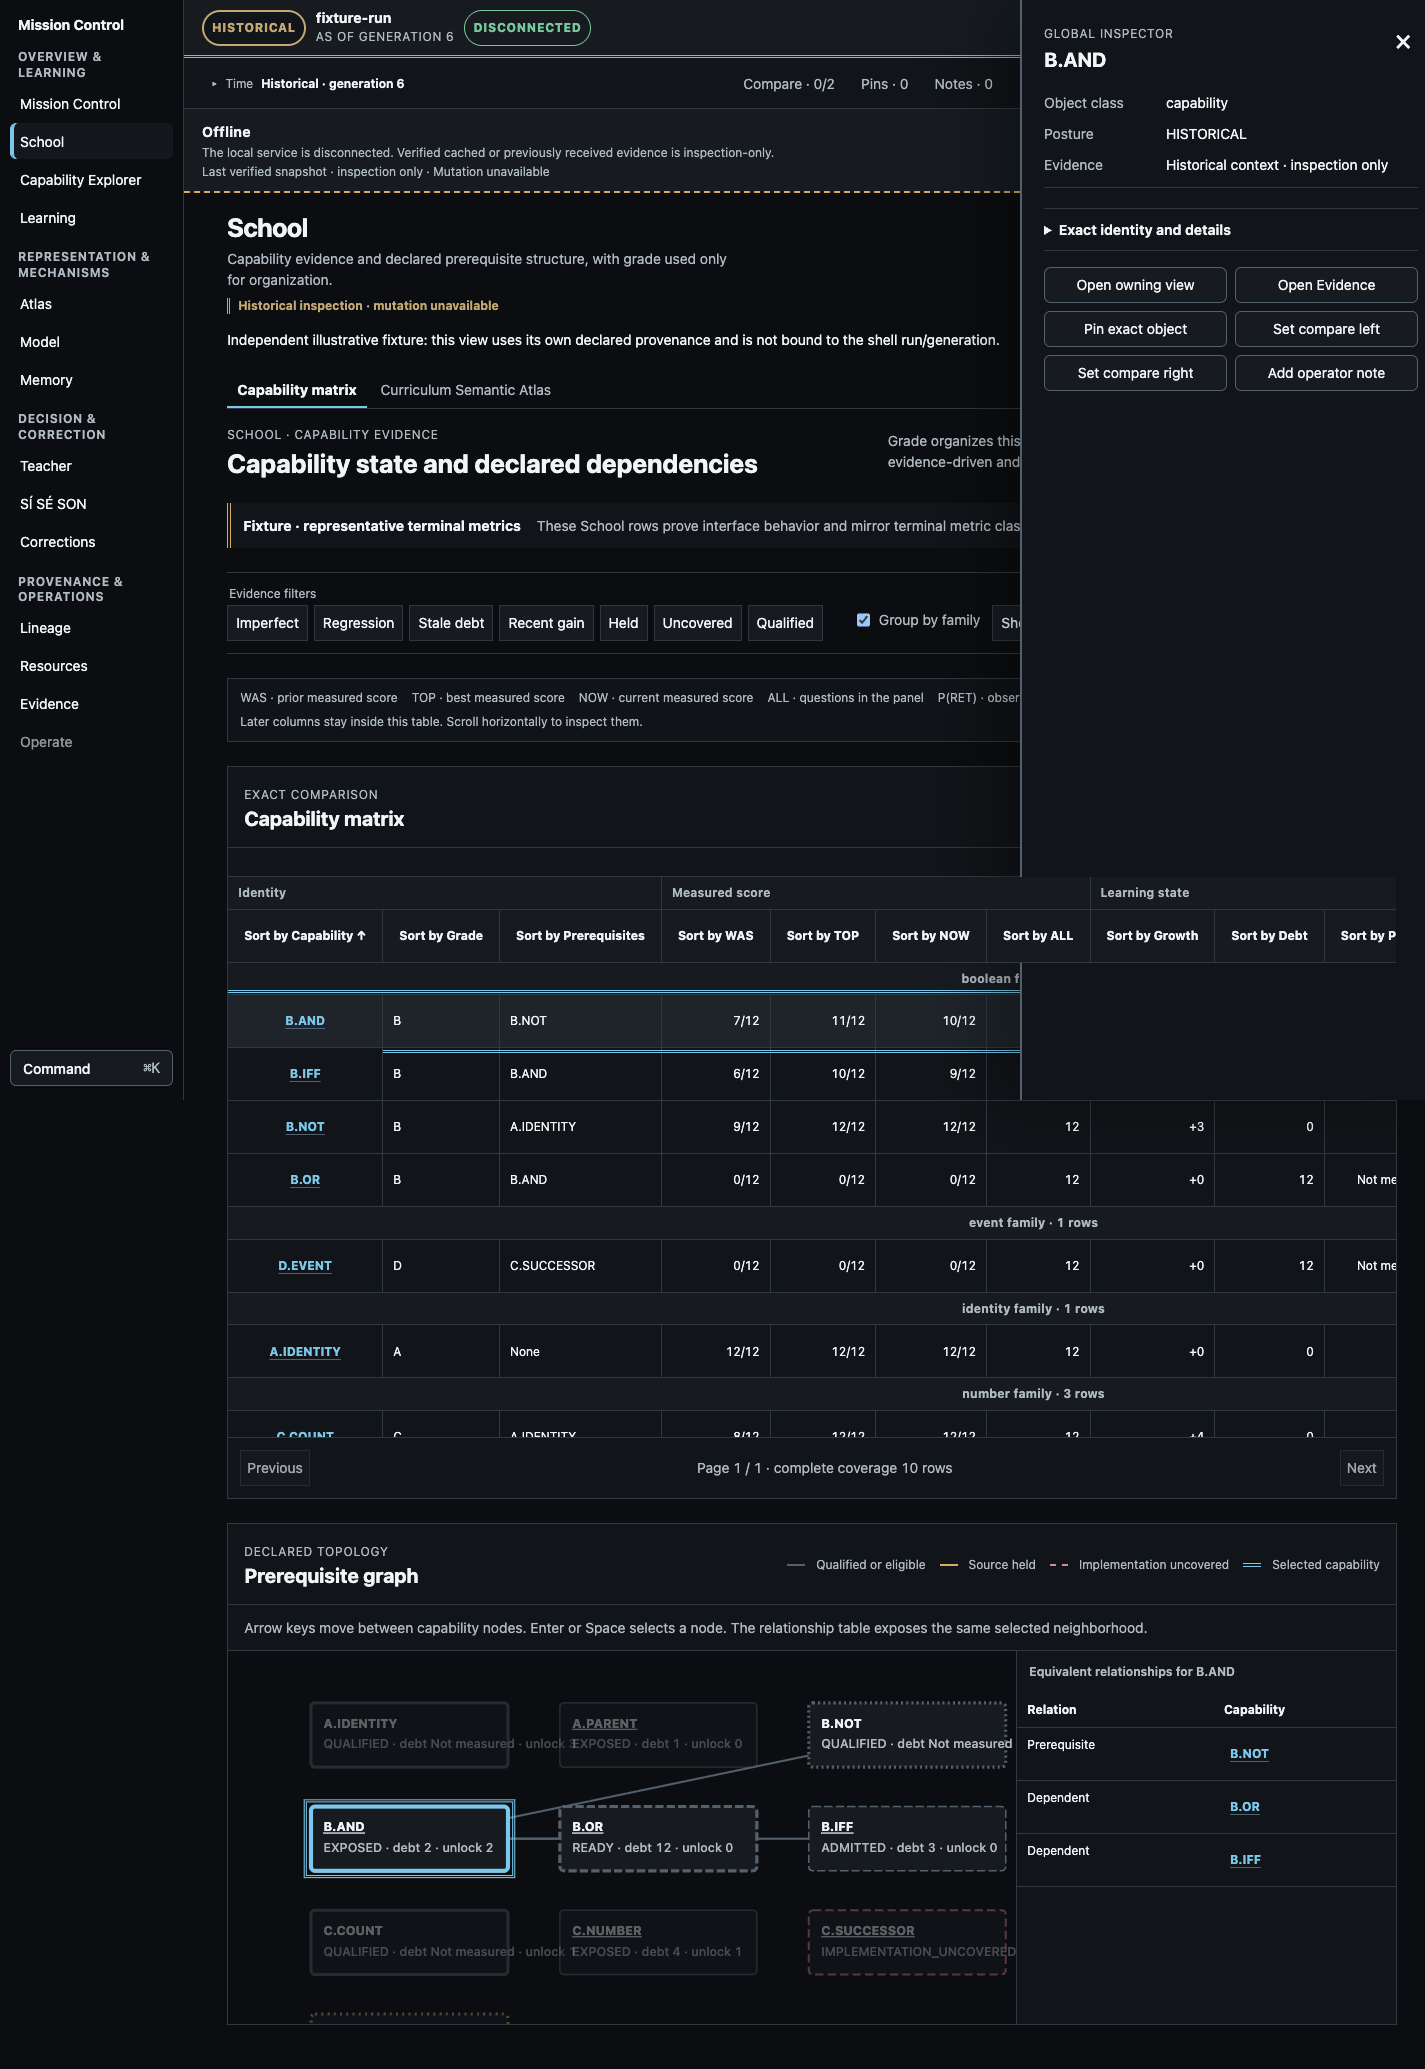 Mission Control
OVERVIEW &
LEARNING
Mission Control
School
Capability Explorer
Learning
REPRESENTATION &
MECHANISMS
Atlas
Model
Memory
DECISION &
CORRECTION
Teacher
SÍ SÉ SON
Corrections
PROVENANCE &
OPERATIONS
Lineage
Resources
Evidence
Operate
Command ⌘K
HISTORICAL
fixture-run
AS OF GENERATION 6
DISCONNECTED
▸ Time Historical · generation 6
Compare · 0/2 Pins · 0 Notes · 0
Offline
The local service is disconnected. Verified cached or previously received evidence is inspection-only.
Last verified snapshot · inspection only · Mutation unavailable
School
Capability evidence and declared prerequisite structure, with grade used only
for organization.
Historical inspection · mutation unavailable
Independent illustrative fixture: this view uses its own declared provenance and is not bound to the shell run/generation.
Capability matrix Curriculum Semantic Atlas
SCHOOL · CAPABILITY EVIDENCE
Capability state and declared dependencies
Grade organizes this
evidence-driven and
Fixture · representative terminal metrics These School rows prove interface behavior and mirror terminal metric clas
Evidence filters
Imperfect Regression Stale debt Recent gain Held Uncovered Qualified Group by family
WAS · prior measured score TOP · best measured score NOW · current measured score ALL · questions in the panel P(RET) · obser
Later columns stay inside this table. Scroll horizontally to inspect them.
EXACT COMPARISON
Capability matrix
Identity Measured score Learning state
Sort by Capability ↑ Sort by Grade Sort by Prerequisites Sort by WAS Sort by TOP Sort by NOW Sort by ALL Sort by Growth Sort by Debt Sort by P
boolean f
B.AND B B.NOT 7/12 11/12 10/12
B.IFF B B.AND 6/12 10/12 9/12
B.NOT B A.IDENTITY 9/12 12/12 12/12 12 +3 0
B.OR B B.AND 0/12 0/12 0/12 12 +0 12 Not me
event family · 1 rows
D.EVENT D C.SUCCESSOR 0/12 0/12 0/12 12 +0 12 Not me
identity family · 1 rows
A.IDENTITY A None 12/12 12/12 12/12 12 +0 0
number family · 3 rows
C.COUNT C A.IDENTITY 8/12 12/12 12/12 12 +4 0
Previous Page 1 / 1 · complete coverage 10 rows Next
DECLARED TOPOLOGY
Prerequisite graph
Qualified or eligible Source held Implementation uncovered Selected capability
Arrow keys move between capability nodes. Enter or Space selects a node. The relationship table exposes the same selected neighborhood.
A.IDENTITY
QUALIFIED · debt Not measured · unlock 3
A.PARENT
EXPOSED · debt 1 · unlock 0
B.NOT
QUALIFIED · debt Not measured
B.AND
EXPOSED · debt 2 · unlock 2
B.OR
READY · debt 12 · unlock 0
B.IFF
ADMITTED · debt 3 · unlock 0
C.COUNT
QUALIFIED · debt Not measured · unlock 1
C.NUMBER
EXPOSED · debt 4 · unlock 1
C.SUCCESSOR
IMPLEMENTATION_UNCOVERED
Equivalent relationships for B.AND
Relation Capability
Prerequisite B.NOT
Dependent B.OR
Dependent B.IFF
GLOBAL INSPECTOR
B.AND
Object class capability
Posture HISTORICAL
Evidence Historical context · inspection only
▶ Exact identity and details
Open owning view Open Evidence
Pin exact object Set compare left
Set compare right Add operator note